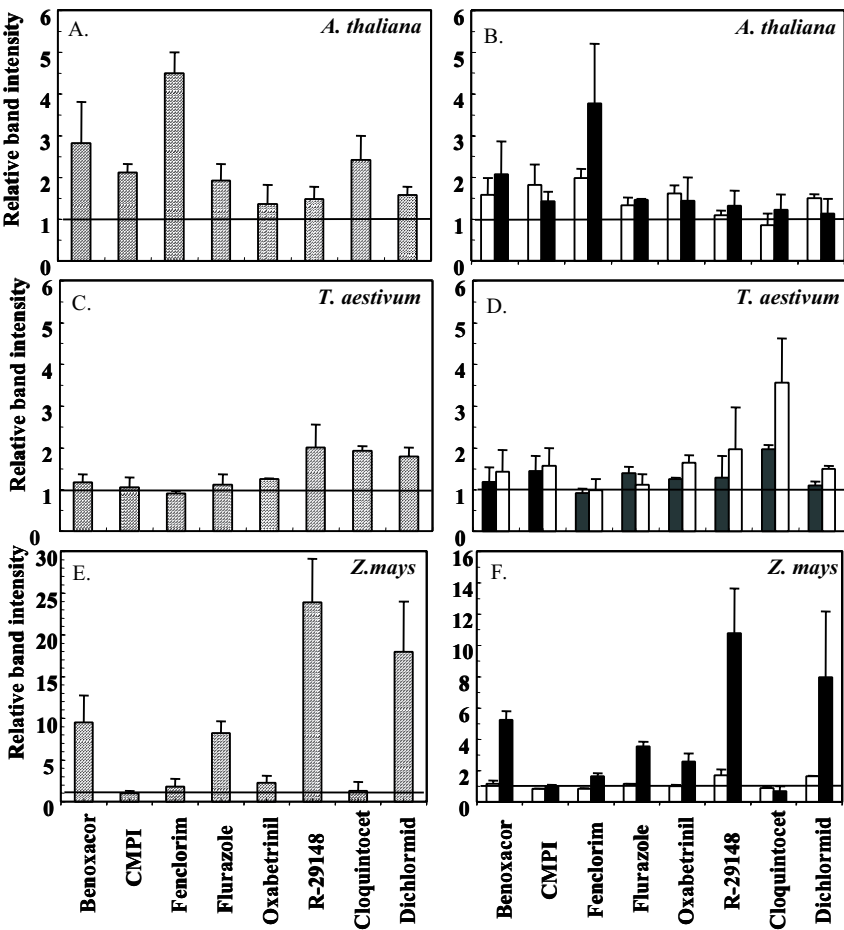 A. A. thaliana
Relative band intensity
6
5
4
3
2
1
0
B. A. thaliana
6
5
4
3
2
1
0
C. T. aestivum
Relative band intensity
6
5
4
3
2
1
0
D. T. aestivum
6
5
4
3
2
1
0
E. Z.mays
Relative band intensity
30
25
20
15
10
5
0
F. Z. mays
16
14
12
10
8
6
4
2
0
Benoxacor
CMPI
Fenclorim
Flurazole
Oxabetrinil
R-29148
Cloquintocet
Dichlormid
Benoxacor
CMPI
Fenclorim
Flurazole
Oxabetrinil
R-29148
Cloquintocet
Dichlormid